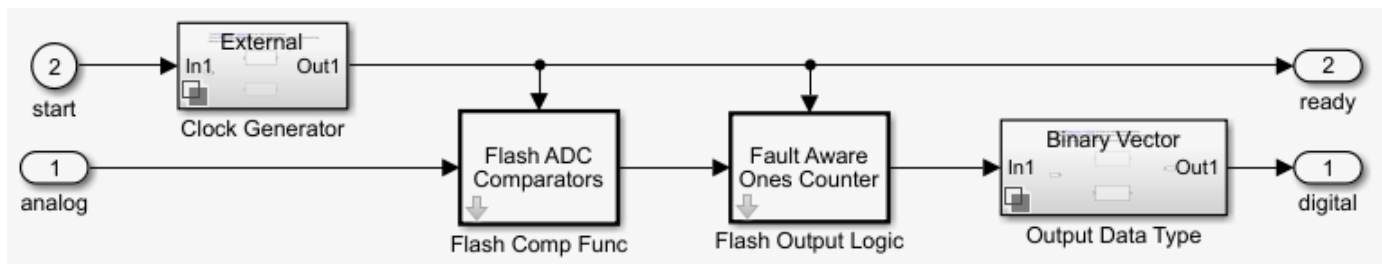 2
start
External
In1
Out1
Clock Generator
2
ready
1
analog
Flash ADC
Comparators
Flash Comp Func
Fault Aware
Ones Counter
Flash Output Logic
Binary Vector
In1
Out1
Output Data Type
1
digital